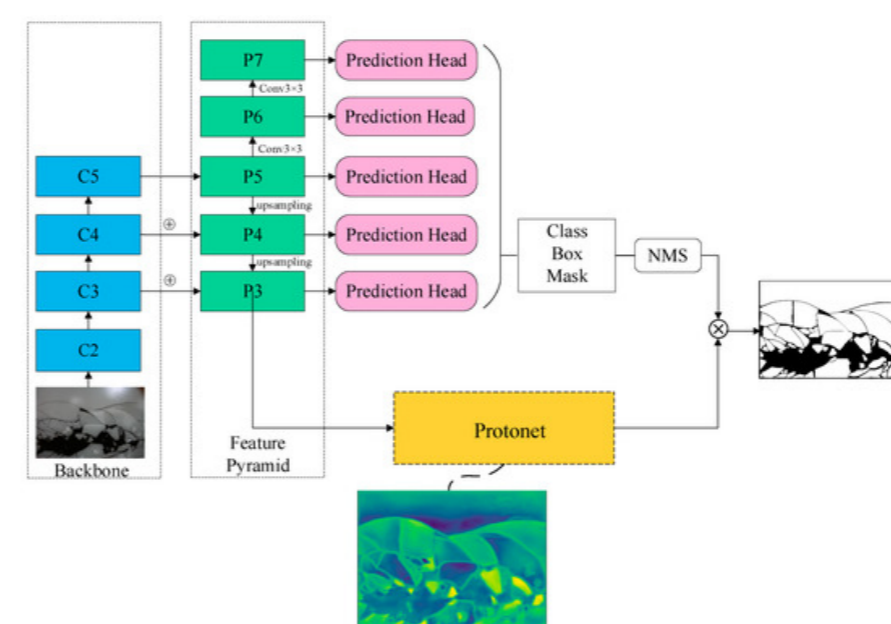 P7
Prediction Head
Conv3×3
P6
Prediction Head
Conv3×3
C5
P5
Prediction Head
upsampling
C4
⊕
P4
Prediction Head
upsampling
C3
⊕
P3
Prediction Head
C2
Class
Box
Mask
NMS
⊗
Backbone
Feature
Pyramid
Protonet